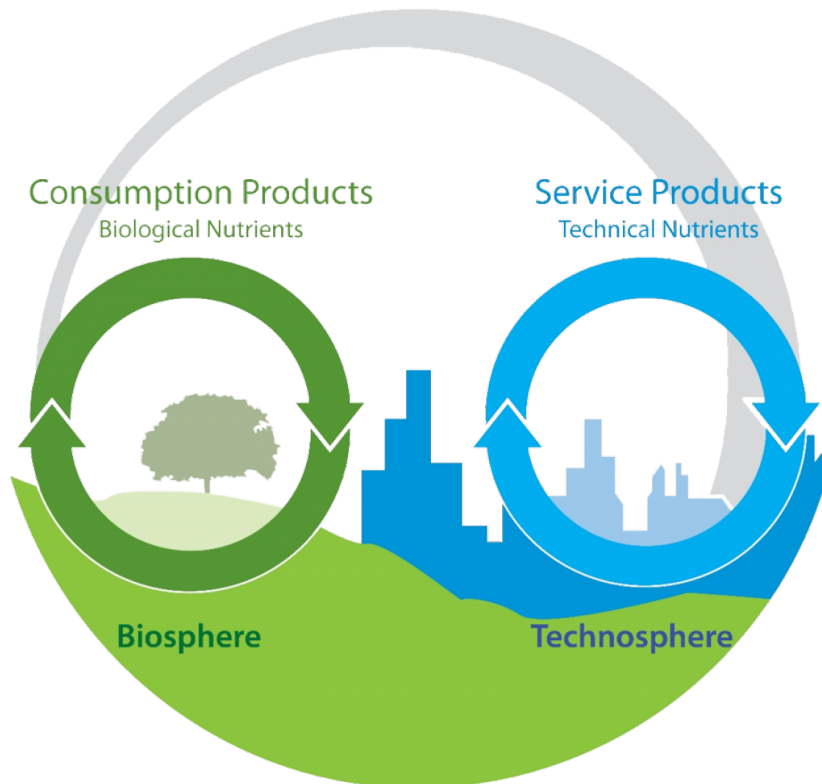 Consumption Products
Biological Nutrients
Service Products
Technical Nutrients
Biosphere
Technosphere